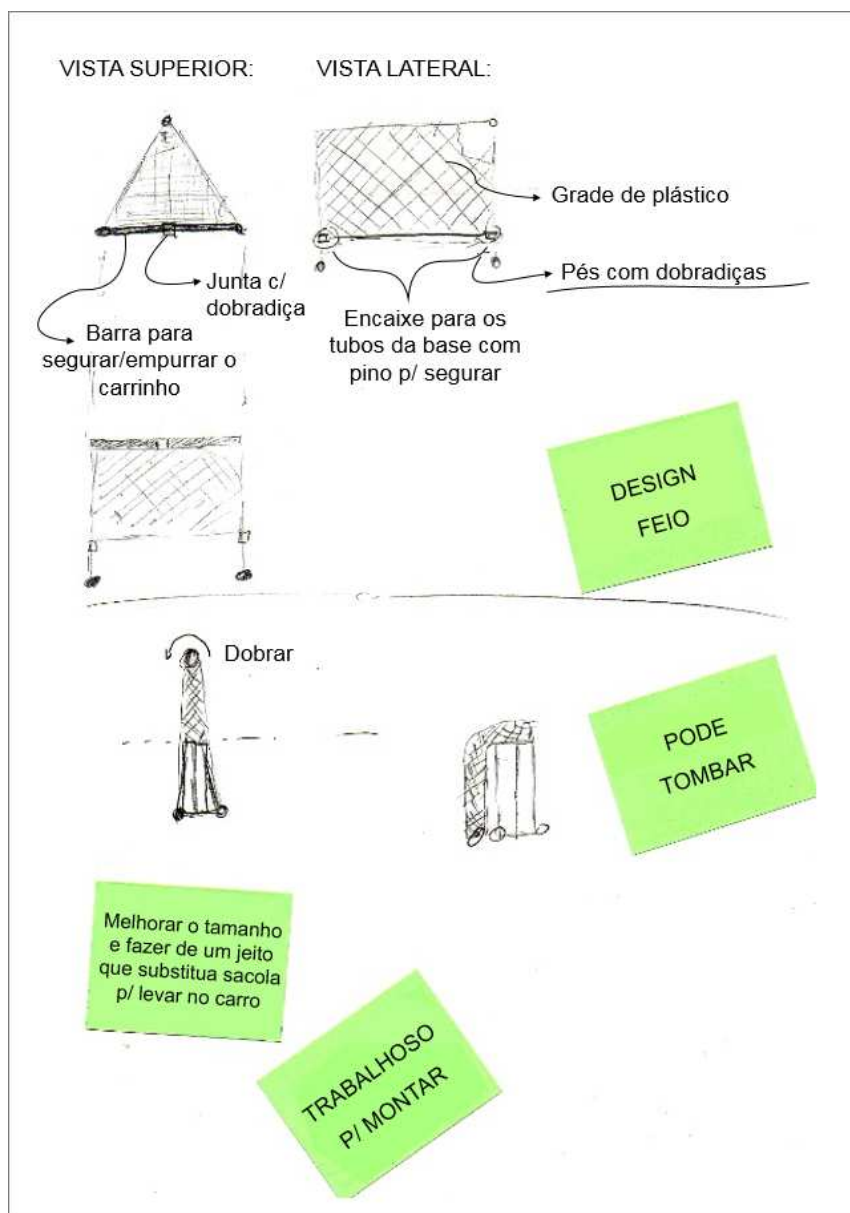 VISTA SUPERIOR:
VISTA LATERAL:
Grade de plástico
Junta c/
dobradiça
Pés com dobradiças
Barra para
segurar/empurrar o
carrinho
Encaixe para os
tubos da base com
pino p/ segurar
DESIGN
FEIO
Dobrar
PODE
TOMBAR
Melhorar o tamanho
e fazer de um jeito
que substitua sacola
p/ levar no carro
TRABALHOSO
P/ MONTAR